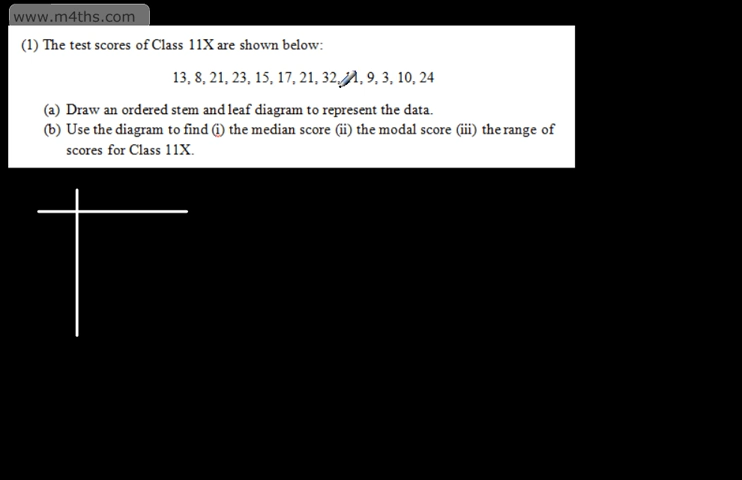 www.m4ths.com
(1) The test scores of Class 11X are shown below:
13, 8, 21, 23, 15, 17, 21, 32, 1, 9, 3, 10, 24
(a) Draw an ordered stem and leaf diagram to represent the data.
(b) Use the diagram to find (i) the median score (ii) the modal score (iii) the range of
scores for Class 11X.